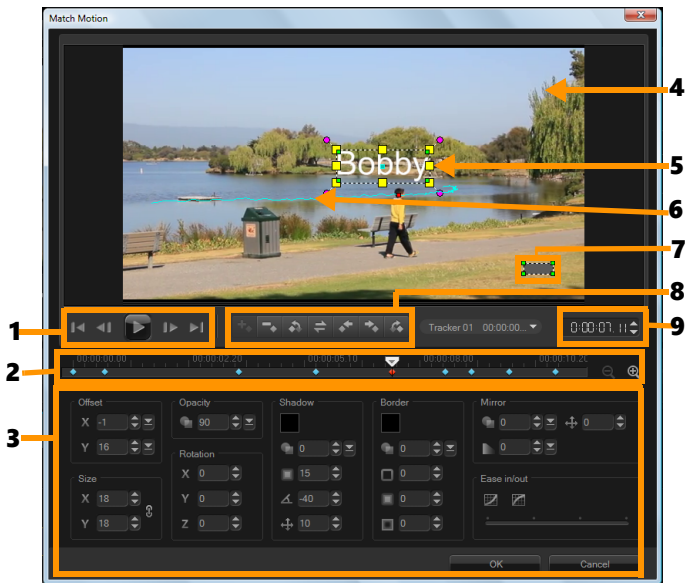 Match Motion
4
Bobby
5
6
7
8
1
Tracker 01 00:00:00...
0:00:07. 11
9
2
00:00:00.00 00:00:02.20 00:00:05.10 00:00:08.00 00:00:10.20
3
Offset
X -1
Y 16
Size
X 18
Y 18
Opacity
90
Rotation
X 0
Y 0
Z 0
Shadow
0
15
-40
10
Border
0
0
0
0
Mirror
0 0
0
Ease in/out
OK Cancel